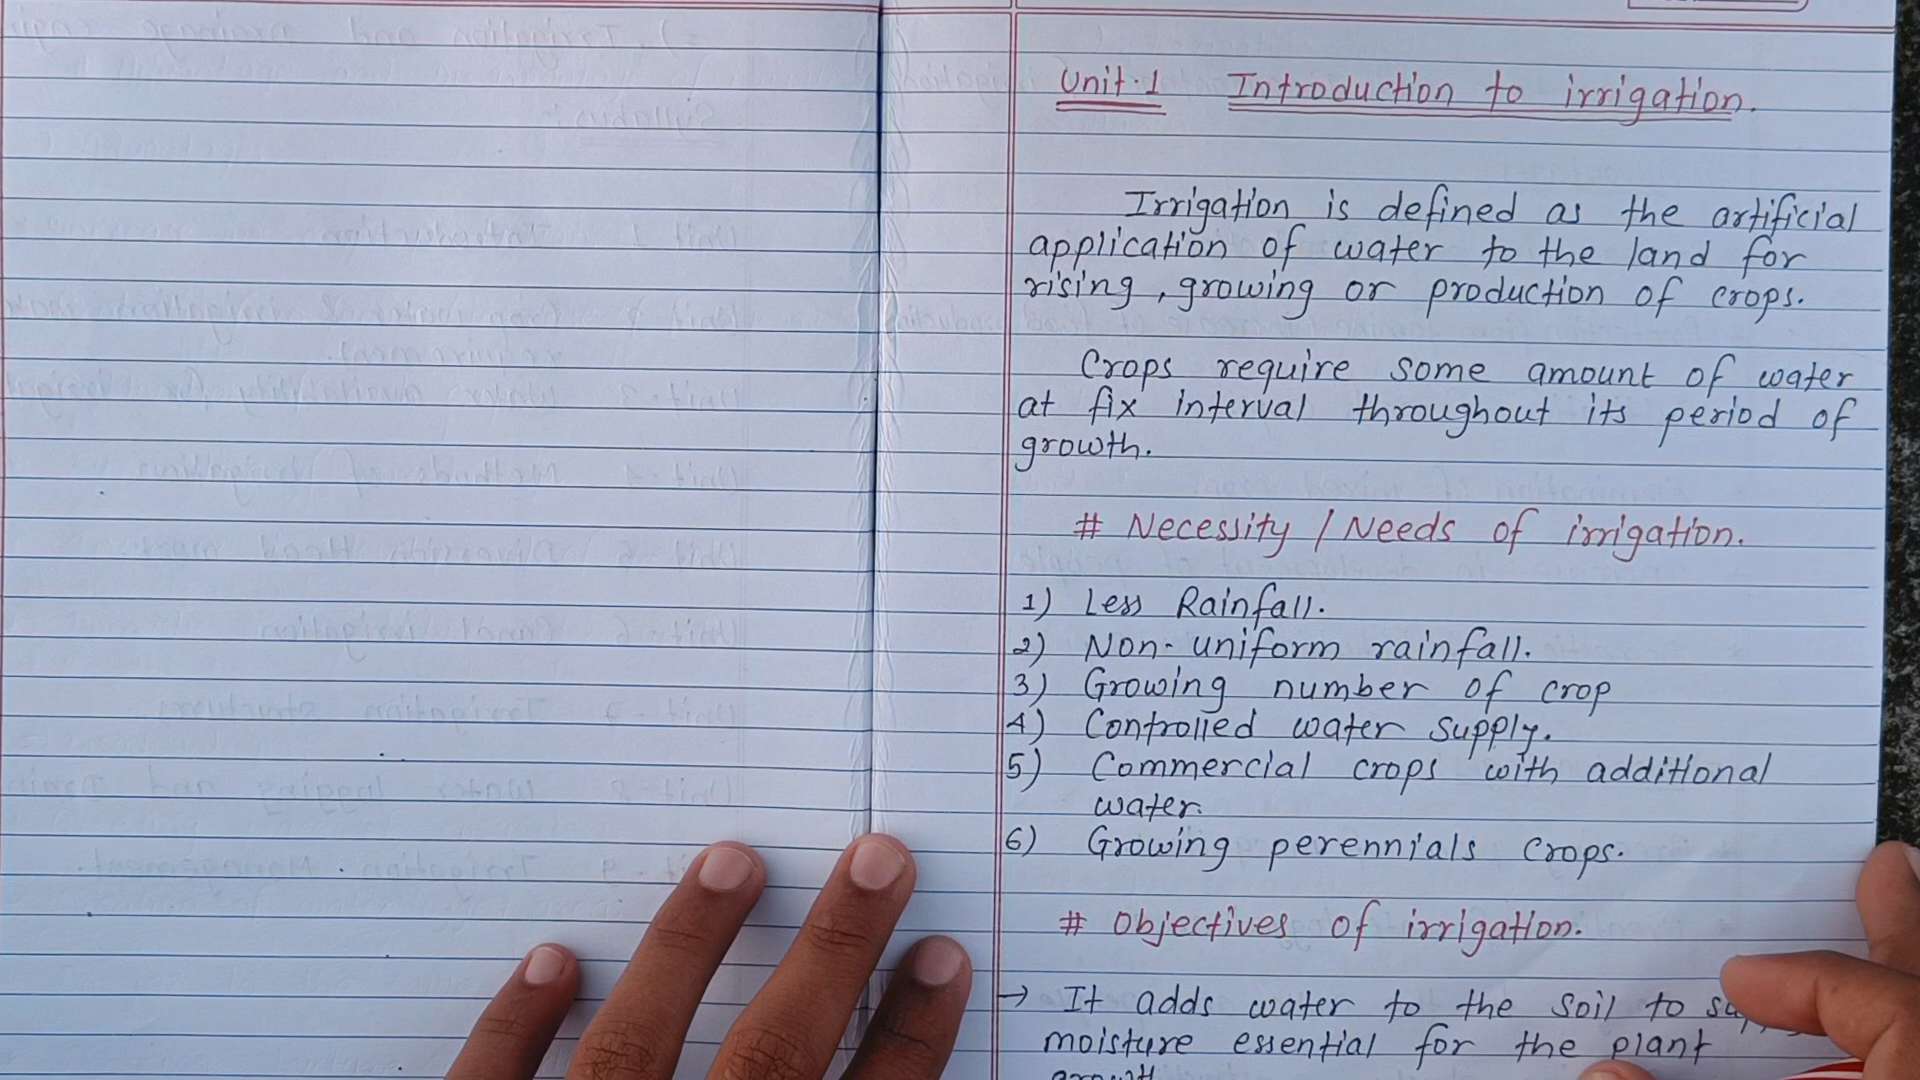 Unit·1 Introduction to irrigation.
Irrigation is defined as the artificial
application of water to the land for
rising, growing or production of crops.
Crops require some amount of water
at fix interval throughout its period of
growth.
# Necessity / Needs of irrigation.
1) Less Rainfall.
2) Non-uniform rainfall.
3) Growing number of crop
4) Controlled water supply.
5) Commercial crops with additional
water.
6) Growing perennials crops.
# Objectives of irrigation.
→ It adds water to the soil to
moisture essential for the plant